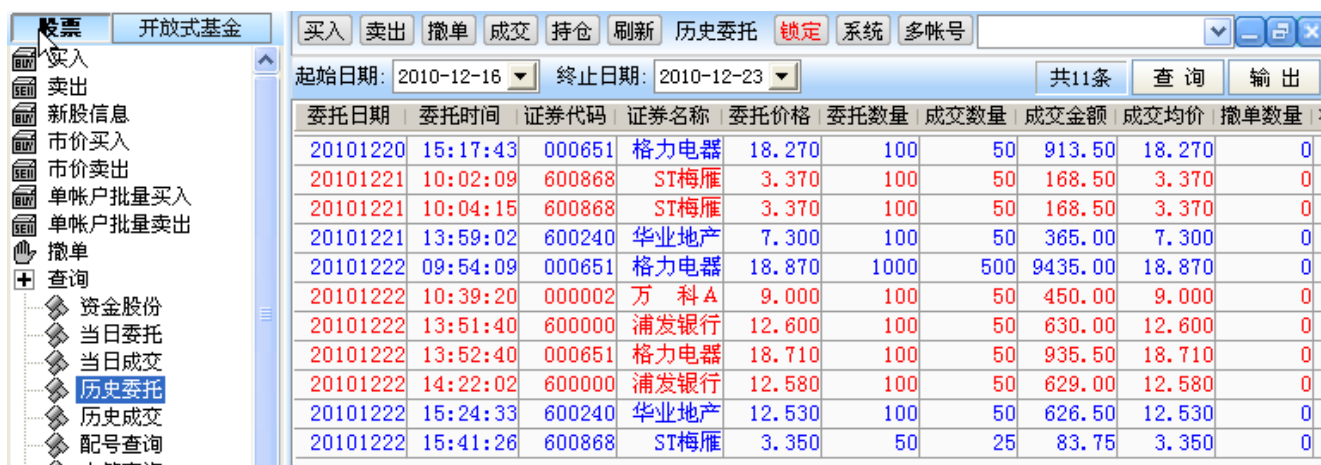 股票 开放式基金
买入 卖出 撤单 成交 持仓 刷新 历史委托 锁定 系统 多帐号
BUY 买入
SELL 卖出
BUY 新股信息
BUY 市价买入
SELL 市价卖出
BUY 单帐户批量买入
SELL 单帐户批量卖出
撤单
查询
资金股份
当日委托
当日成交
历史委托
历史成交
配号查询
起始日期: 2010-12-16 终止日期: 2010-12-23 共11条 查 询 输 出
委托日期 委托时间 证券代码 证券名称 委托价格 委托数量 成交数量 成交金额 成交均价 撤单数量
20101220 15:17:43 000651 格力电器 18.270 100 50 913.50 18.270 0
20101221 10:02:09 600868 ST梅雁 3.370 100 50 168.50 3.370 0
20101221 10:04:15 600868 ST梅雁 3.370 100 50 168.50 3.370 0
20101221 13:59:02 600240 华业地产 7.300 100 50 365.00 7.300 0
20101222 09:54:09 000651 格力电器 18.870 1000 500 9435.00 18.870 0
20101222 10:39:20 000002 万 科A 9.000 100 50 450.00 9.000 0
20101222 13:51:40 600000 浦发银行 12.600 100 50 630.00 12.600 0
20101222 13:52:40 000651 格力电器 18.710 100 50 935.50 18.710 0
20101222 14:22:02 600000 浦发银行 12.580 100 50 629.00 12.580 0
20101222 15:24:33 600240 华业地产 12.530 100 50 626.50 12.530 0
20101222 15:41:26 600868 ST梅雁 3.350 50 25 83.75 3.350 0